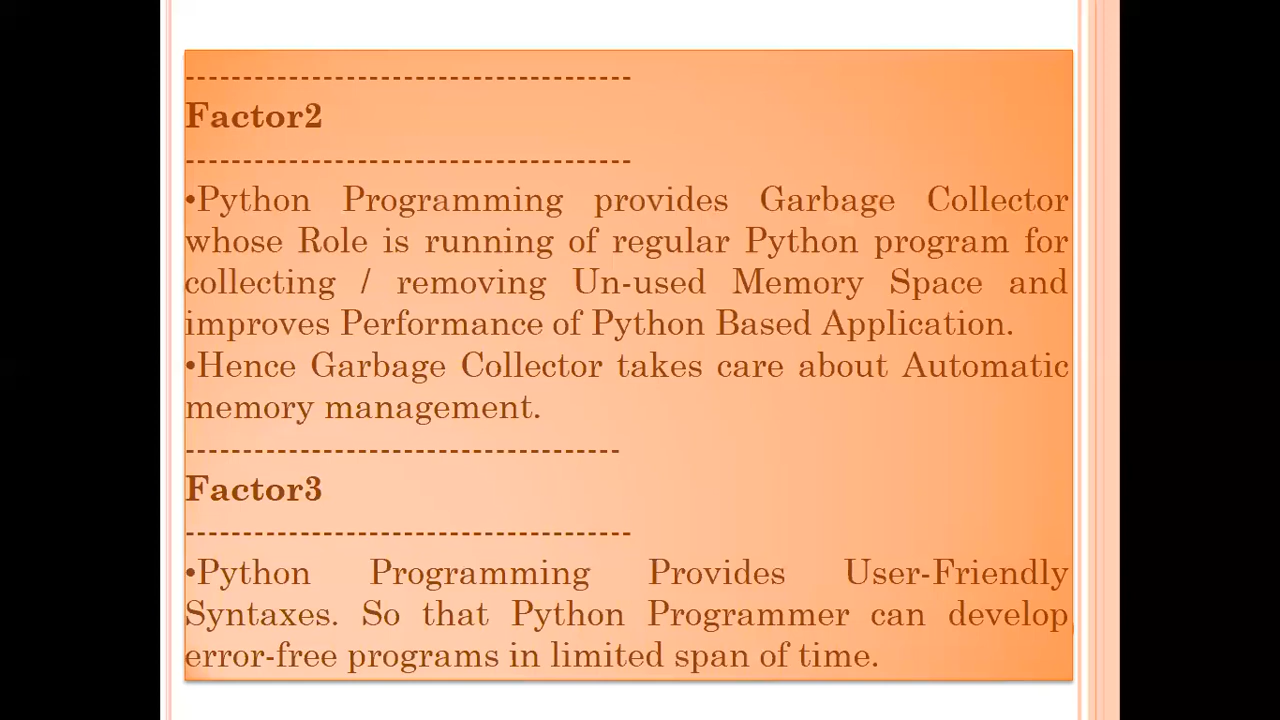 ---------------------------------------
Factor2
---------------------------------------
•Python Programming provides Garbage Collector
whose Role is running of regular Python program for
collecting / removing Un-used Memory Space and
improves Performance of Python Based Application.
•Hence Garbage Collector takes care about Automatic
memory management.
--------------------------------------
Factor3
---------------------------------------
•Python Programming Provides User-Friendly
Syntaxes. So that Python Programmer can develop
error-free programs in limited span of time.